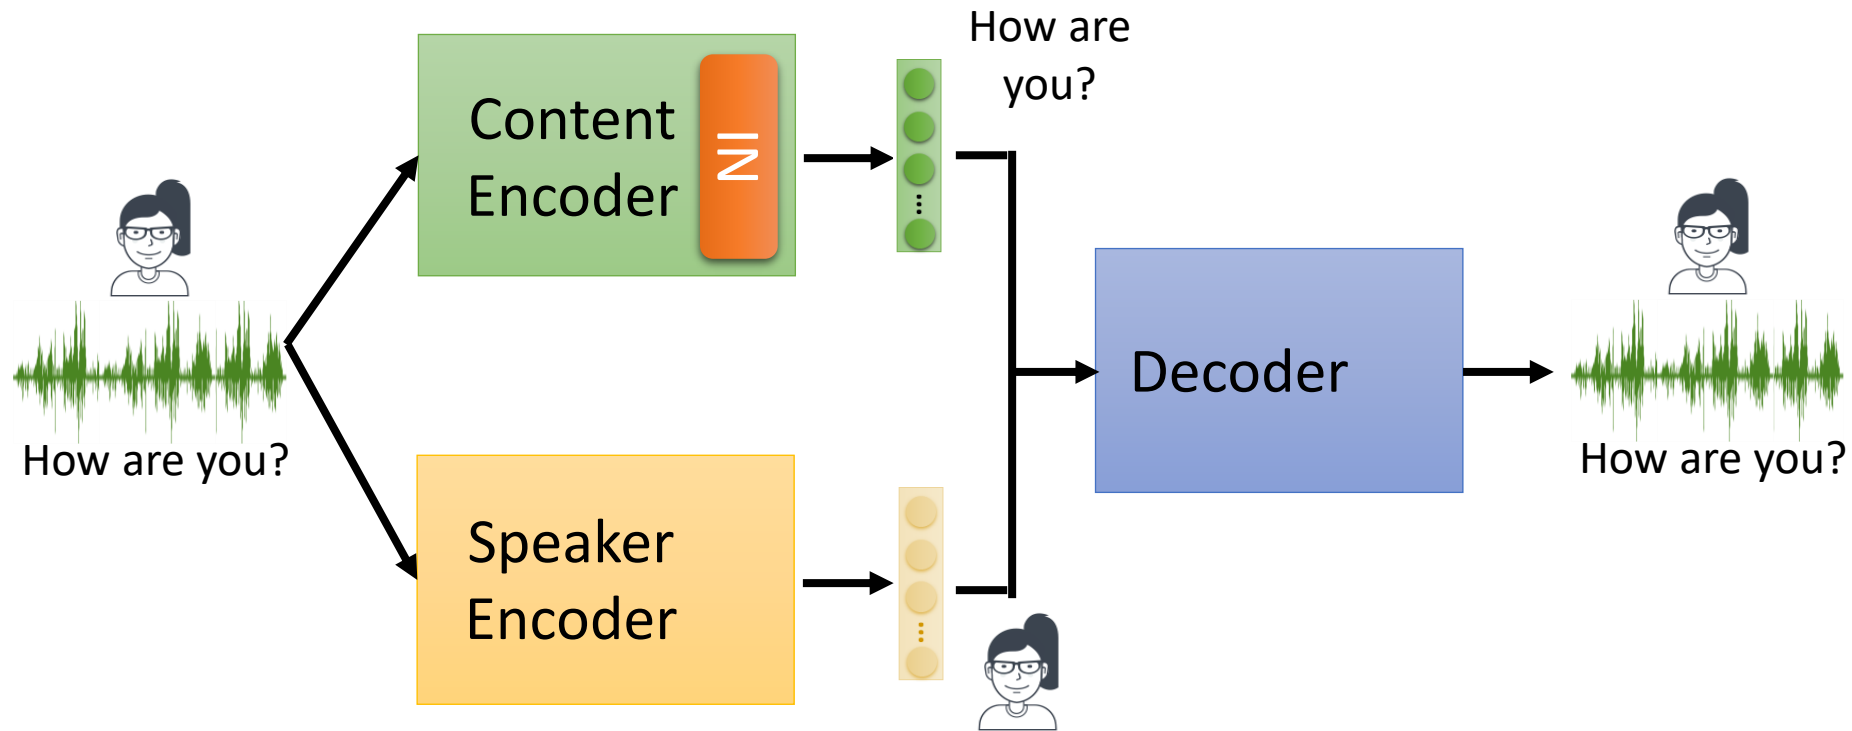 How are
you?
Content
Encoder
IN
How are you?
Decoder
How are you?
Speaker
Encoder